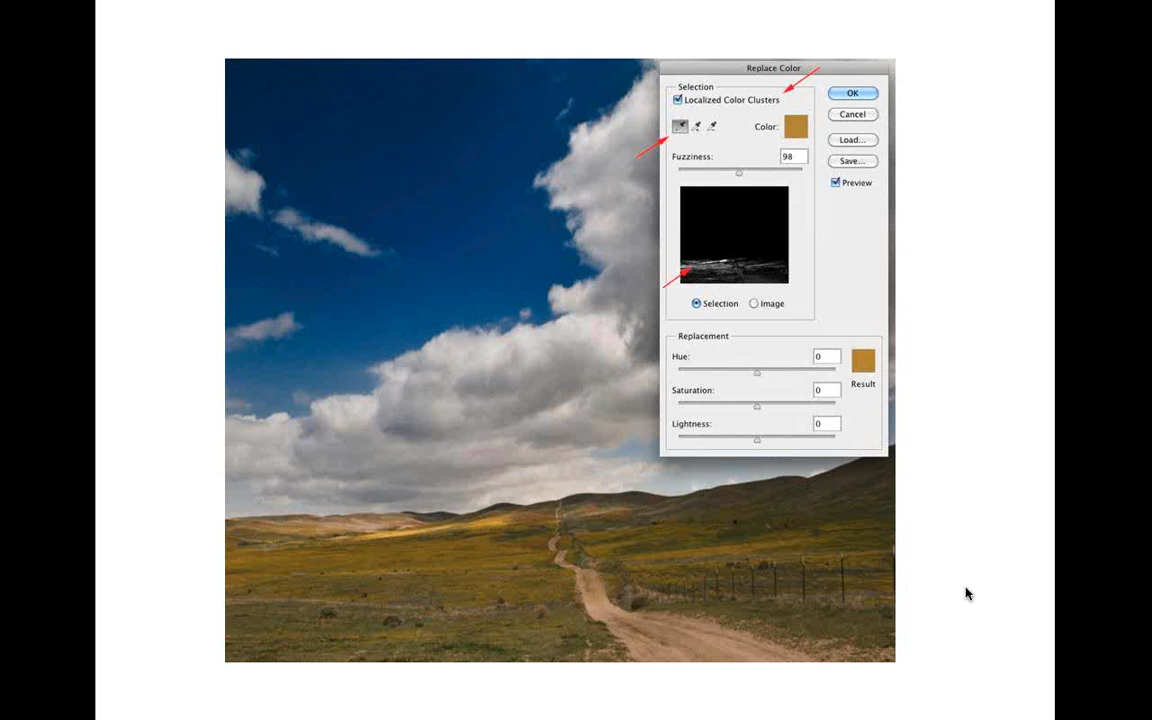 Replace Color
Selection
Localized Color Clusters
OK
Cancel
Color:
Load...
Fuzziness: 98
Save...
Preview
Selection Image
Replacement
Hue: 0
Result
Saturation: 0
Lightness: 0